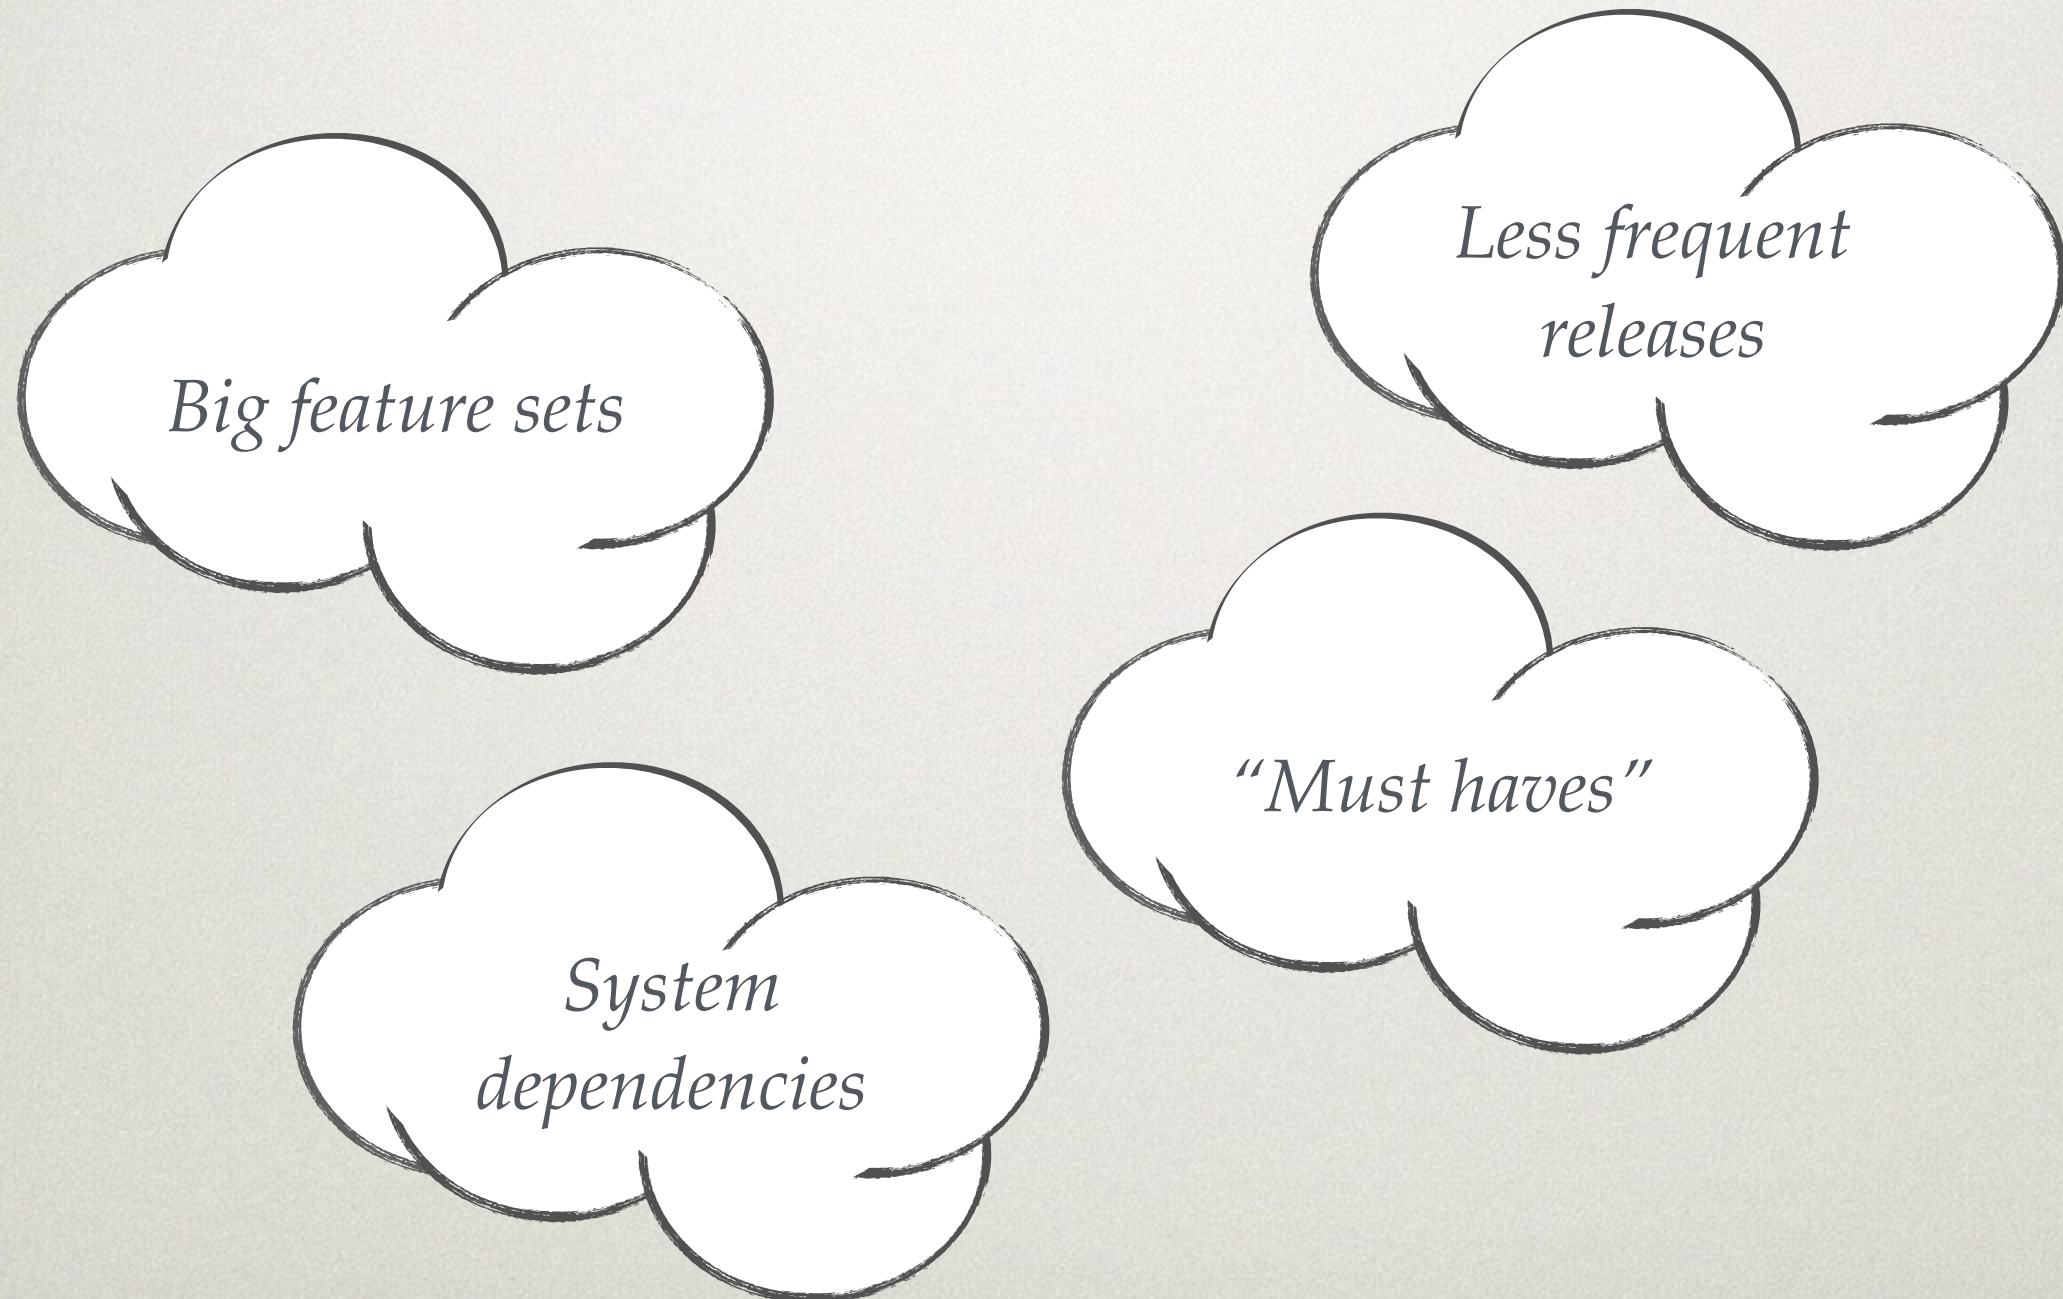 Big feature sets
Less frequent
releases
“Must haves”
System
dependencies